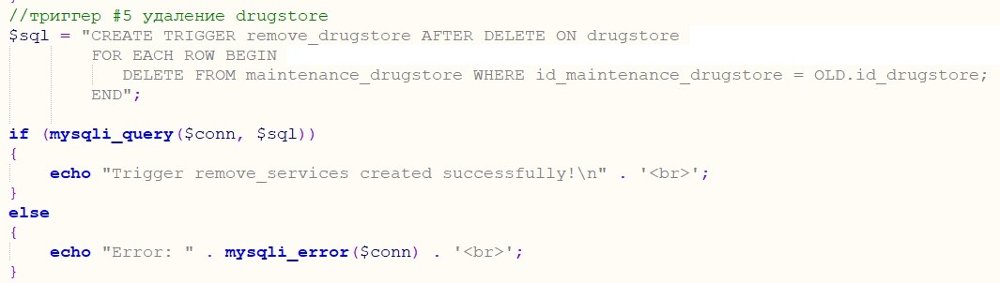 //триггер #5 удаление drugstore
$sql = "CREATE TRIGGER remove_drugstore AFTER DELETE ON drugstore
FOR EACH ROW BEGIN
DELETE FROM maintenance_drugstore WHERE id_maintenance_drugstore = OLD.id_drugstore;
END";
if (mysqli_query($conn, $sql))
{
echo "Trigger remove_services created successfully!\n" . '<br>';
}
else
{
echo "Error: " . mysqli_error($conn) . '<br>';
}